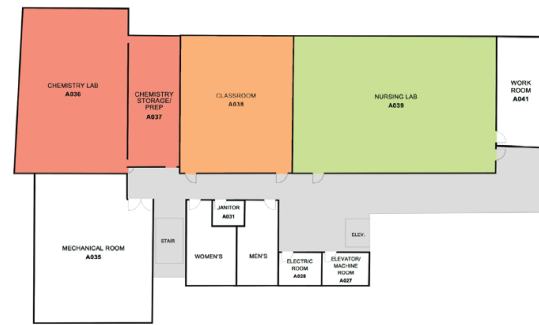 CHEMISTRY LAB
A036
CHEMISTRY
STORAGE/
PREP
A037
CLASSROOM
A038
NURSING LAB
A039
WORK
ROOM
A041
MECHANICAL ROOM
A035
STAIR
JANITOR
A031
WOMEN'S
MEN'S
ELEV.
ELECTRIC
ROOM
A028
ELEVATOR/
MACHINE
ROOM
A027